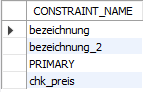 CONSTRAINT_NAME
bezeichnung
bezeichnung_2
PRIMARY
chk_preis